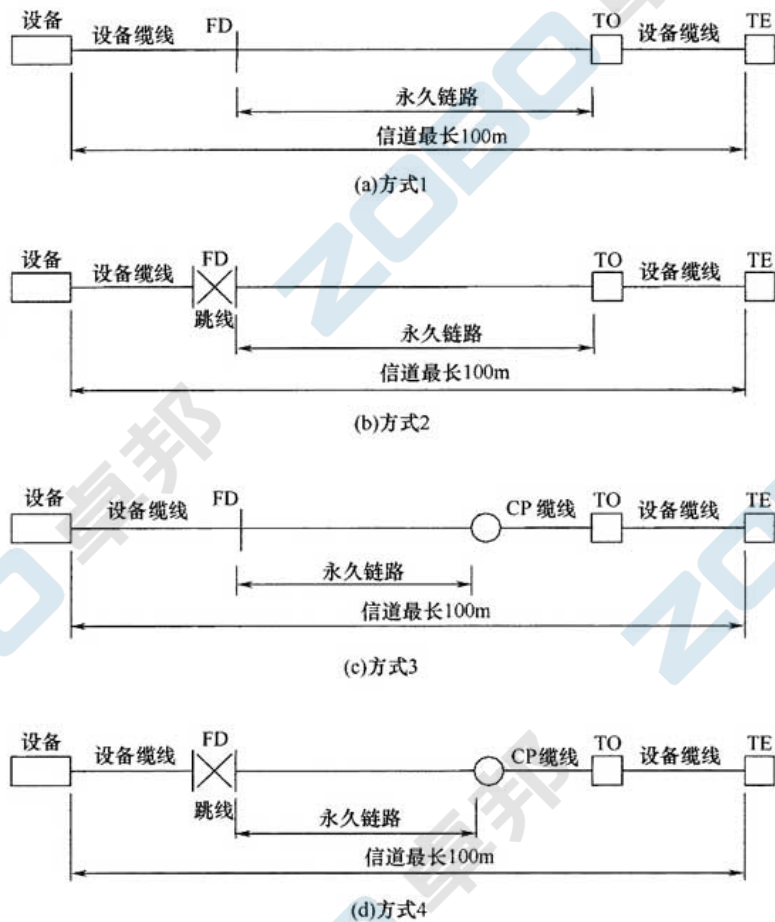 设备 设备缆线 FD TO 设备缆线 TE
永久链路
信道最长100m
(a)方式1
设备 设备缆线 FD TO 设备缆线 TE
跳线
永久链路
信道最长100m
(b)方式2
设备 设备缆线 FD CP 缆线 TO 设备缆线 TE
永久链路
信道最长100m
(c)方式3
设备 设备缆线 FD CP缆线 TO 设备缆线 TE
跳线
永久链路
信道最长100m
(d)方式4
ZOBO 卓邦